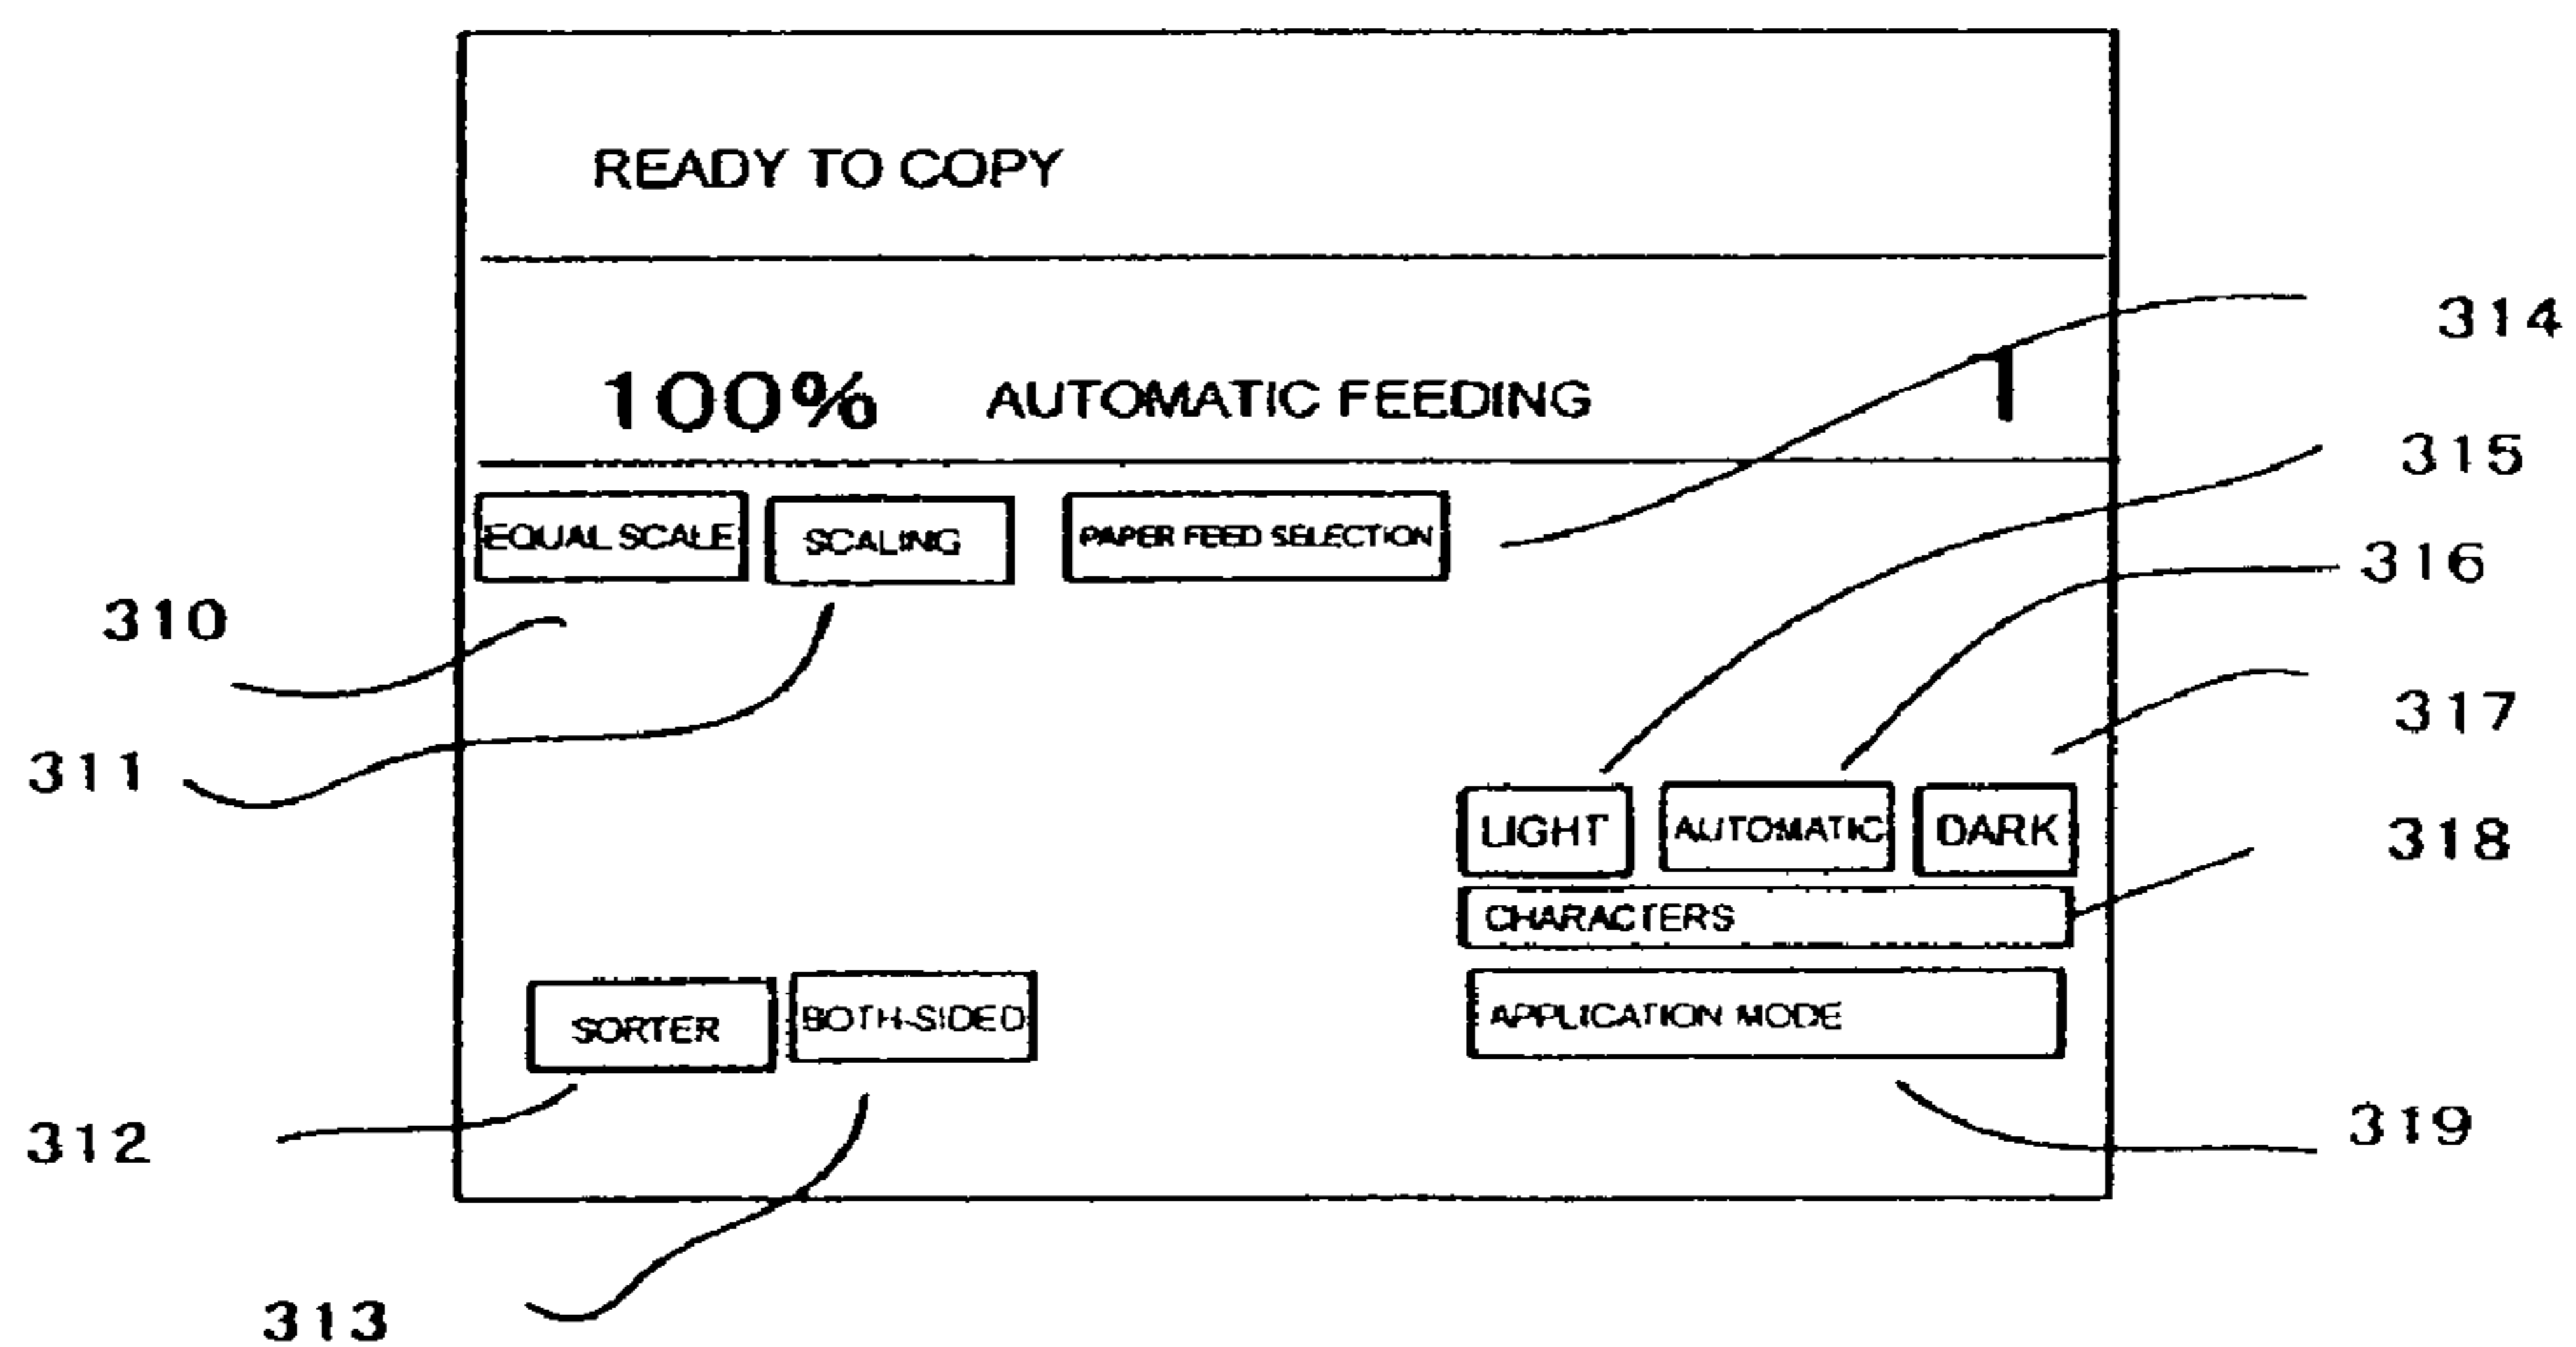 READY TO COPY
314
100% AUTOMATIC FEEDING 1
315
EQUAL SCALE SCALING PAPER FEED SELECTION
316
310
317
311
LIGHT AUTOMATIC DARK
318
CHARACTERS
SORTER BOTH-SIDED APPLICATION MODE
312
319
313